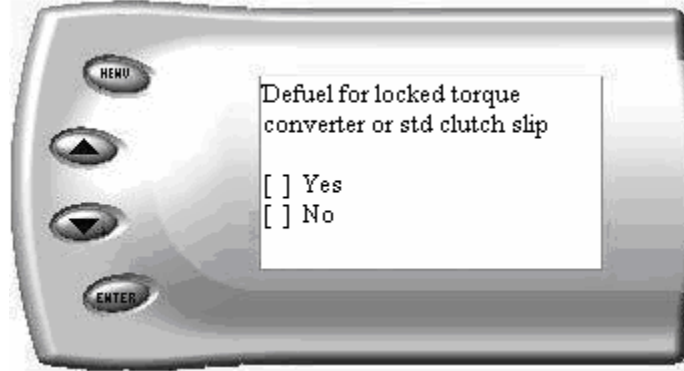 MENU
Defuel for locked torque
converter or std clutch slip
[ ] Yes
[ ] No
ENTER